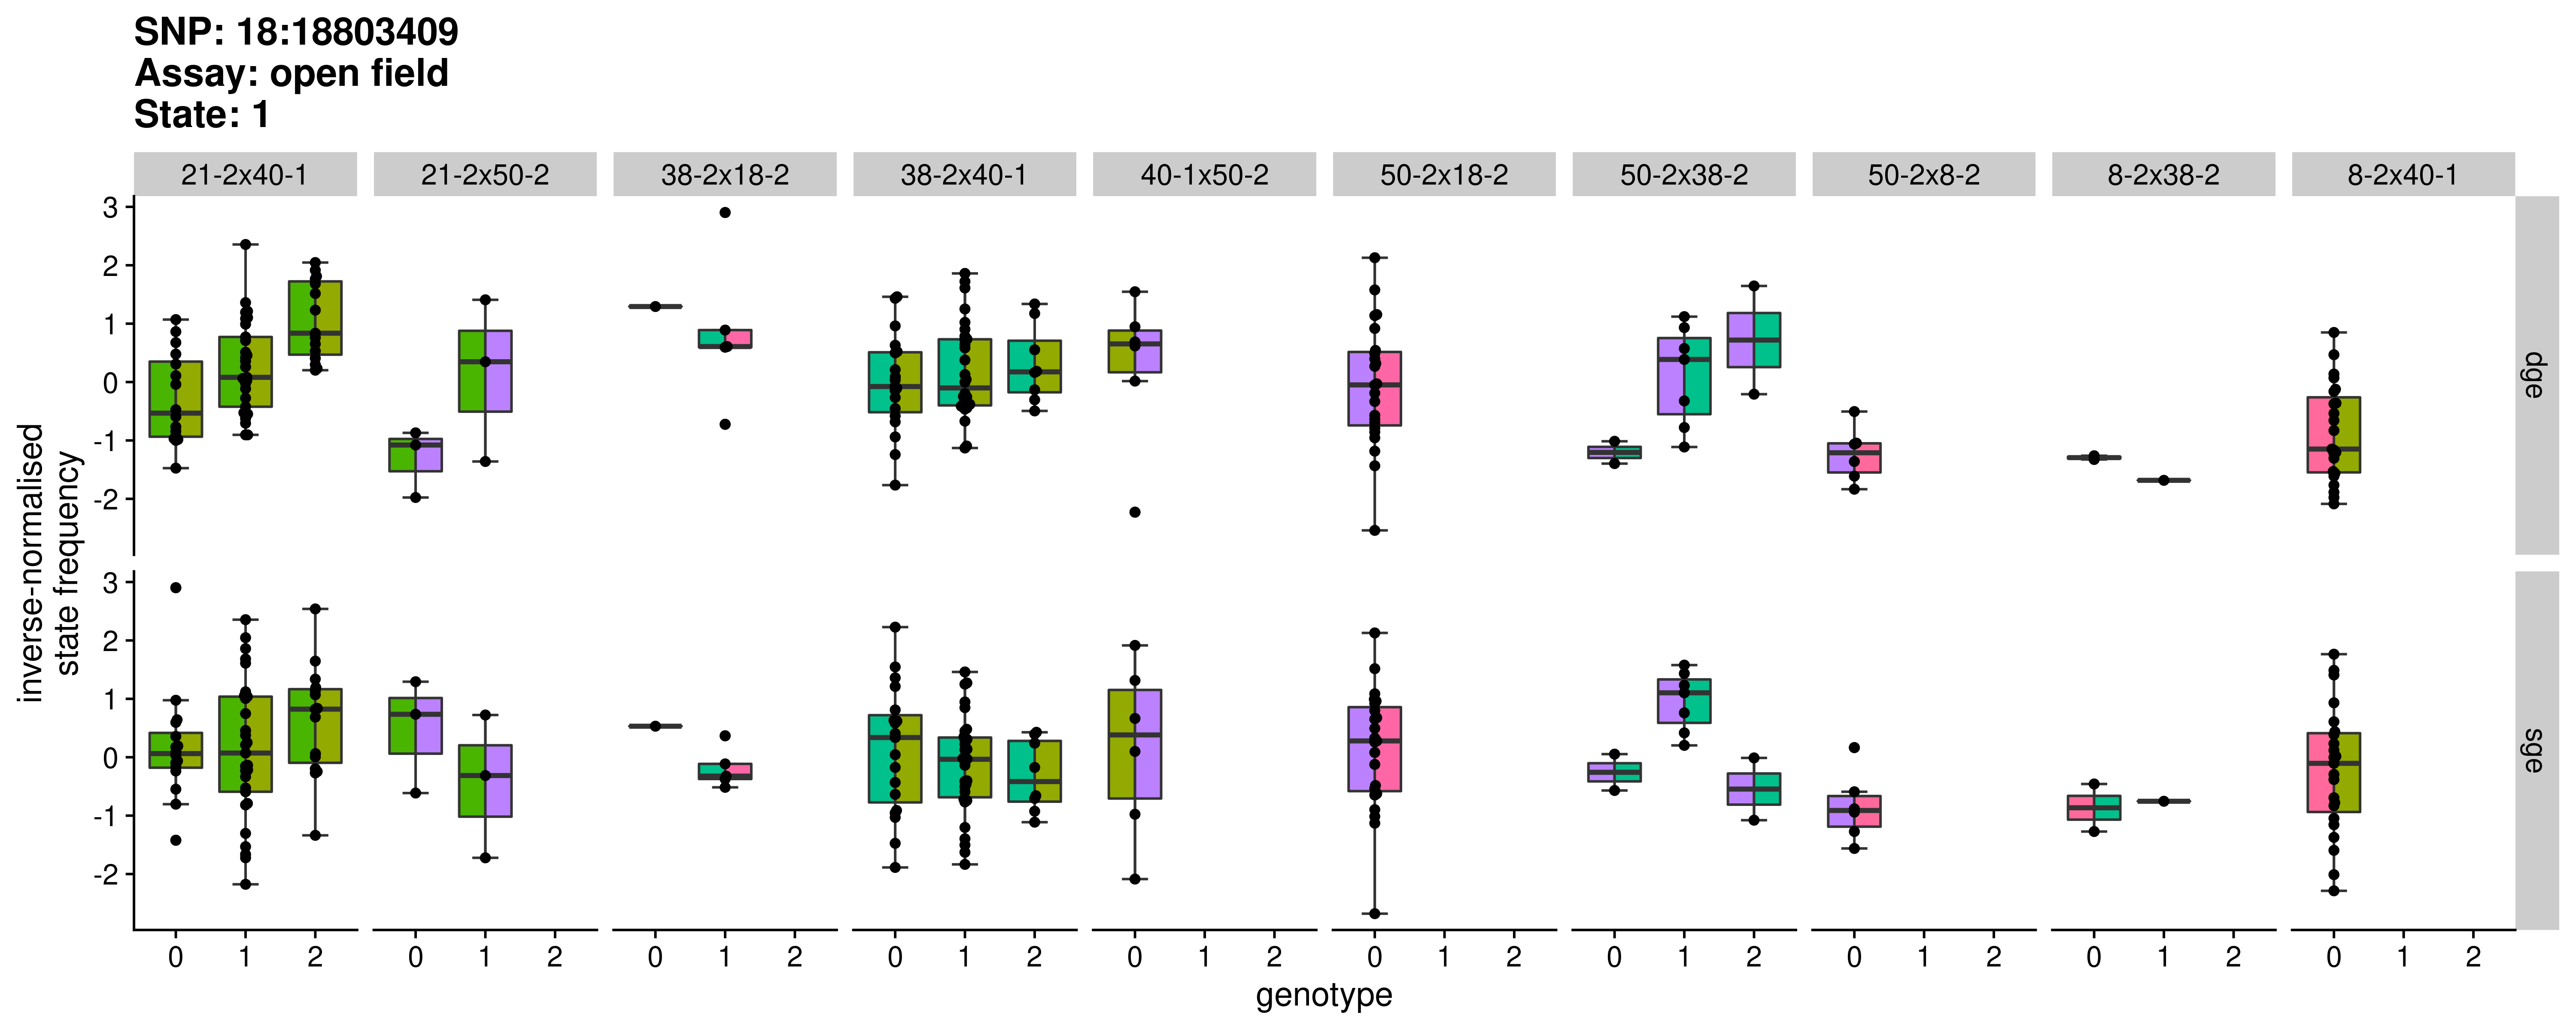 SNP: 18:18803409
Assay: open field
State: 1
21-2x40-1 21-2x50-2 38-2x18-2 38-2x40-1 40-1x50-2 50-2x18-2 50-2x38-2 50-2x8-2 8-2x38-2 8-2x40-1
3
2
1
0
-1
-2
dge
3
2
1
0
-1
-2
sge
inverse-normalised
state frequency
0 1 2 0 1 2 0 1 2 0 1 2 0 1 2 0 1 2 0 1 2 0 1 2 0 1 2 0 1 2
genotype